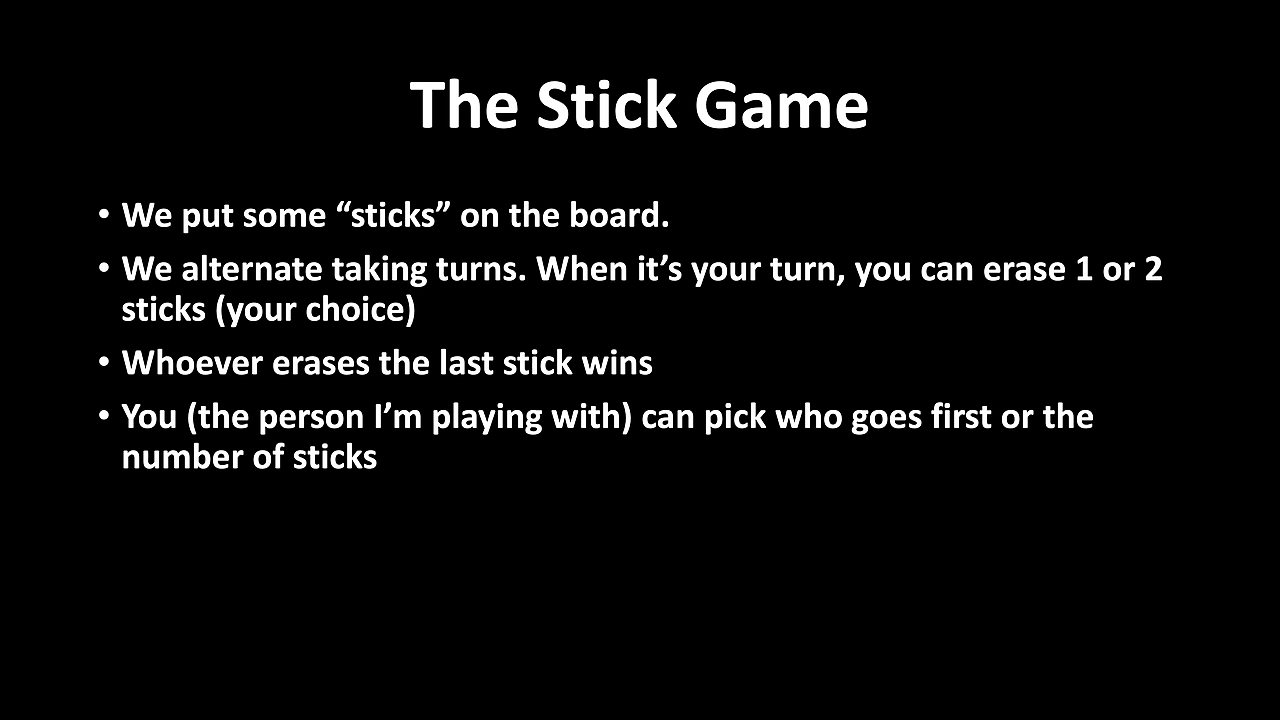 The Stick Game
• We put some “sticks” on the board.
• We alternate taking turns. When it’s your turn, you can erase 1 or 2
sticks (your choice)
• Whoever erases the last stick wins
• You (the person I’m playing with) can pick who goes first or the
number of sticks